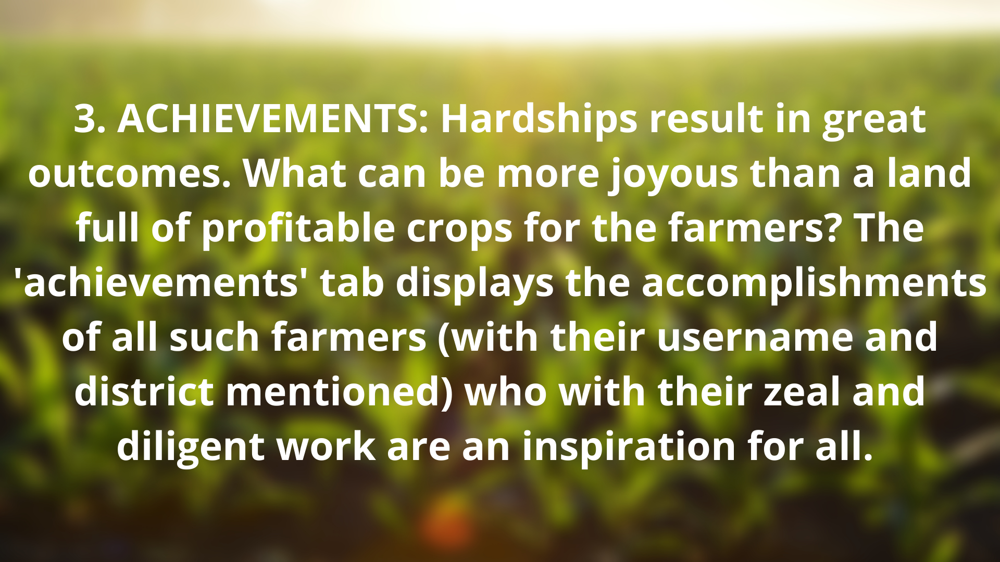 3. ACHIEVEMENTS: Hardships result in great
outcomes. What can be more joyous than a land
full of profitable crops for the farmers? The
'achievements' tab displays the accomplishments
of all such farmers (with their username and
district mentioned) who with their zeal and
diligent work are an inspiration for all.